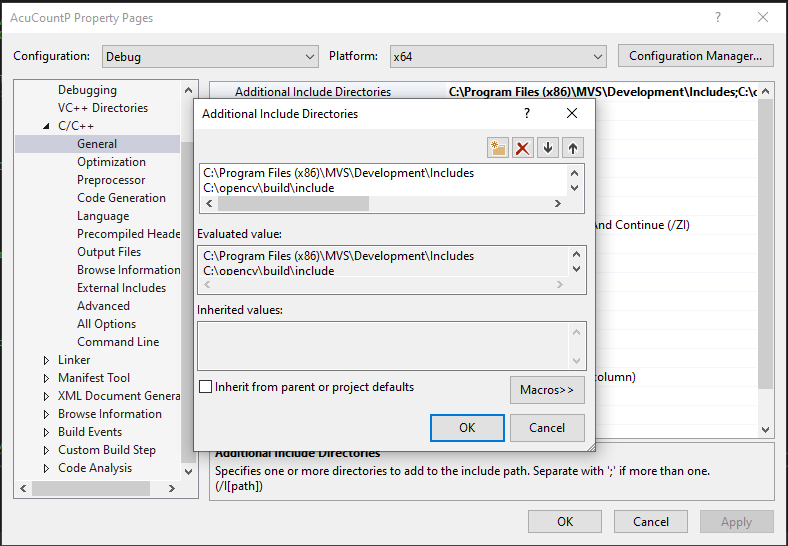 AcuCountP Property Pages
?
Configuration: Debug Platform: x64 Configuration Manager...
Debugging
VC++ Directories
C/C++
General
Optimization
Preprocessor
Code Generation
Language
Precompiled Heade
Output Files
Browse Information
External Includes
Advanced
All Options
Command Line
Linker
Manifest Tool
XML Document Genera
Browse Information
Build Events
Custom Build Step
Code Analysis
Additional Include Directories C:\Program Files (x86)\MVS\Development\Includes;C:\o
And Continue (/ZI)
column)
Additional Include Directories
?
C:\Program Files (x86)\MVS\Development\Includes
C:\opencv\build\include
Evaluated value:
C:\Program Files (x86)\MVS\Development\Includes
C:\opencv\build\include
Inherited values:
Inherit from parent or project defaults
Macros>>
OK Cancel
Additional Include Directories
Specifies one or more directories to add to the include path. Separate with ';' if more than one.
(/I[path])
OK Cancel Apply